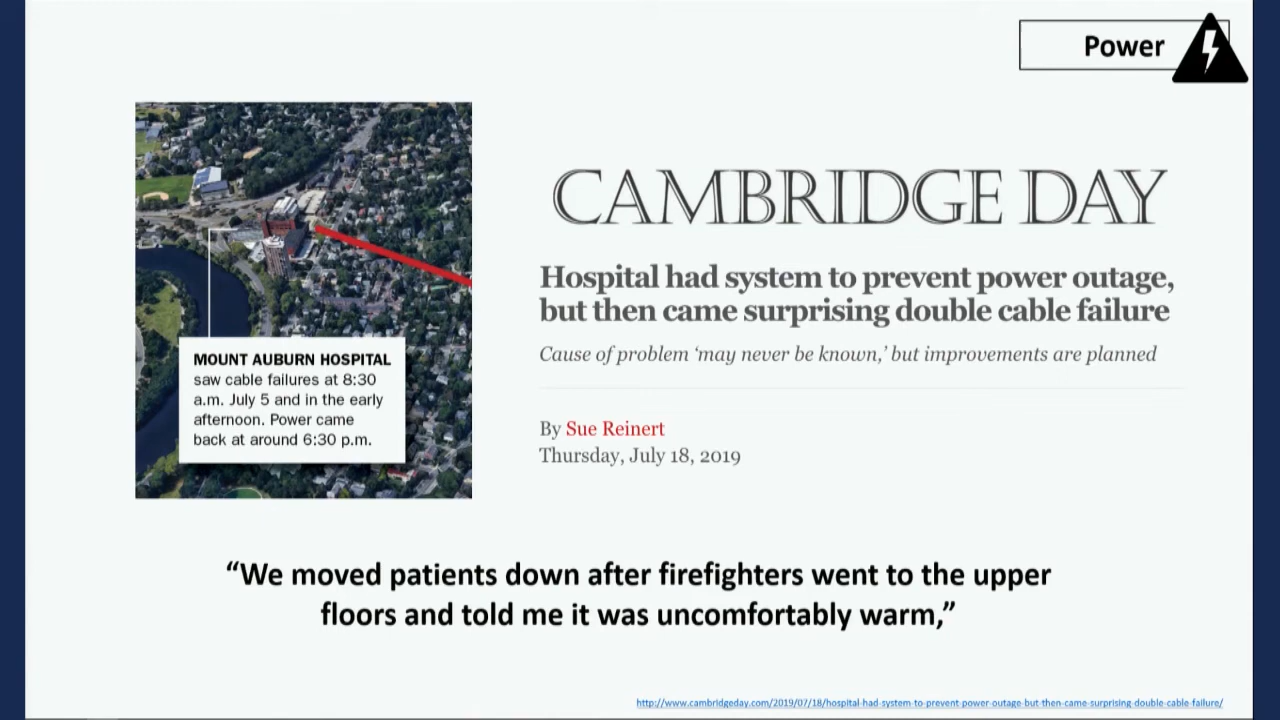 Power
CAMBRIDGE DAY
Hospital had system to prevent power outage,
but then came surprising double cable failure
Cause of problem ‘may never be known,’ but improvements are planned
By Sue Reinert
Thursday, July 18, 2019
MOUNT AUBURN HOSPITAL
saw cable failures at 8:30
a.m. July 5 and in the early
afternoon. Power came
back at around 6:30 p.m.
“We moved patients down after firefighters went to the upper
floors and told me it was uncomfortably warm,”
http://www.cambridgeday.com/2019/07/18/hospital-had-system-to-prevent-power-outage-but-then-came-surprising-double-cable-failure/